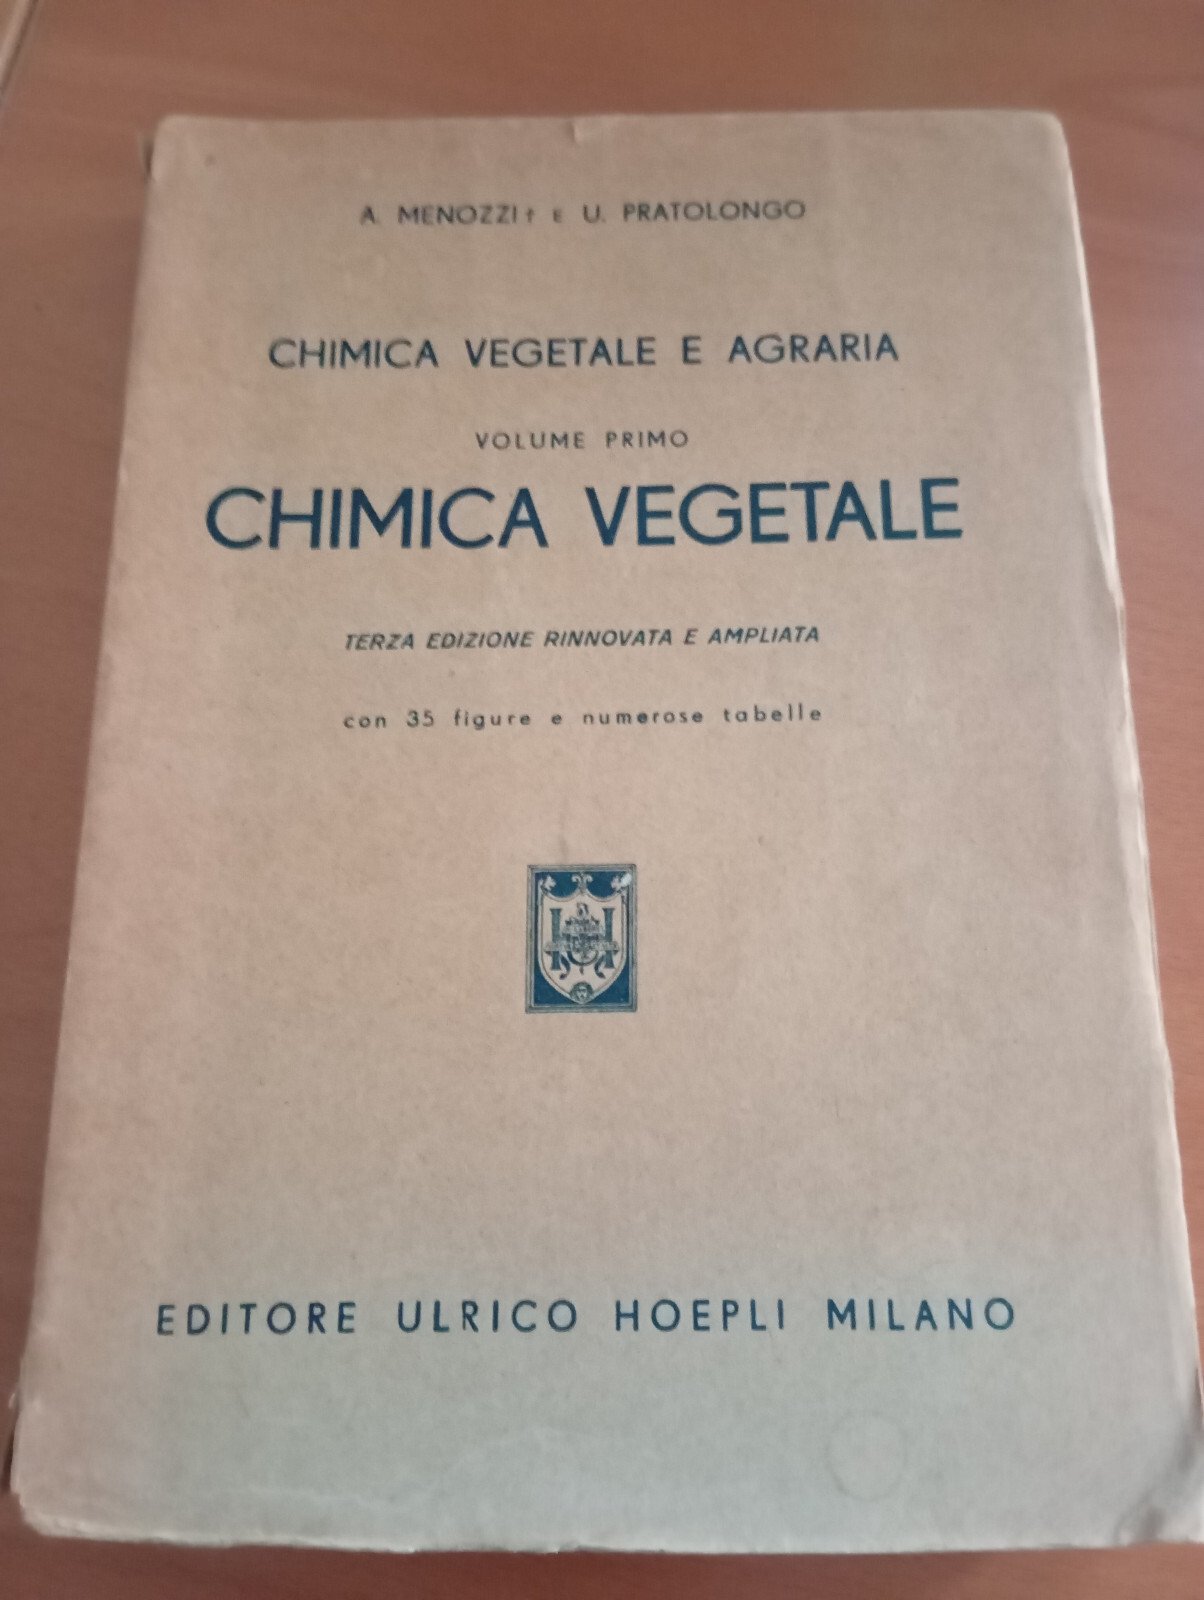 A. MENOZZI † E U. PRATOLONGO
CHIMICA VEGETALE E AGRARIA
VOLUME PRIMO
CHIMICA VEGETALE
TERZA EDIZIONE RINNOVATA E AMPLIATA
con 35 figure e numerose tabelle
EDITORE ULRICO HOEPLI MILANO